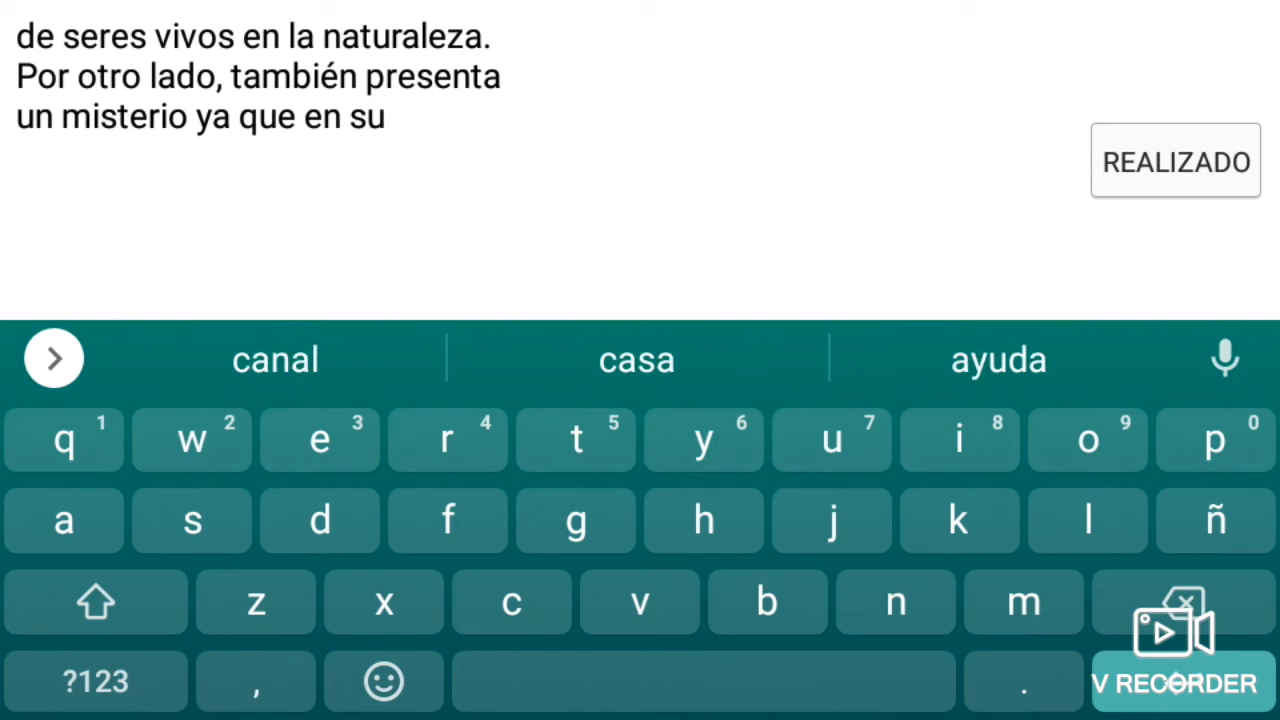 de seres vivos en la naturaleza.
Por otro lado, también presenta
un misterio ya que en su
REALIZADO
canal casa ayuda
q 1 w 2 e 3 r 4 t 5 y 6 u 7 i 8 o 9 p 0
a s d f g h j k l ñ
z x c v b n m
?123 , .
V RECORDER